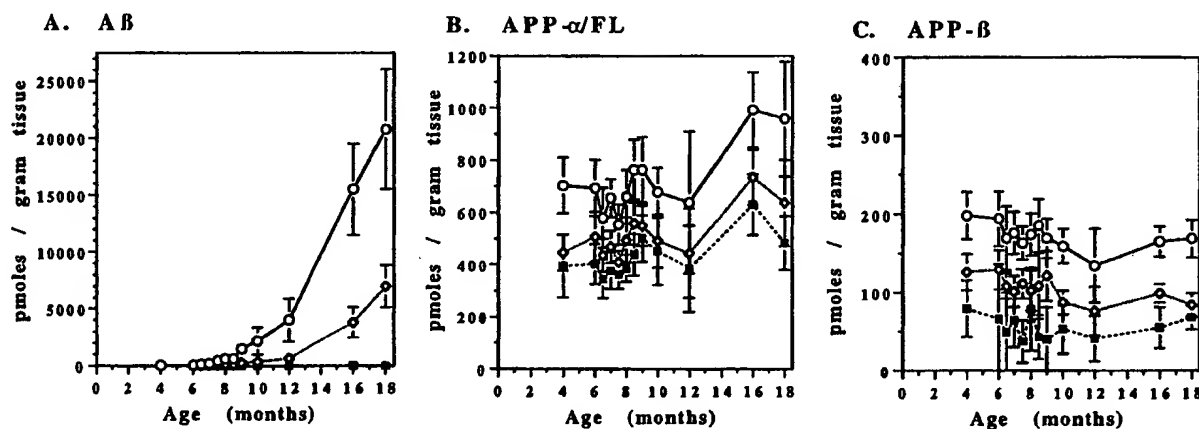 A. Aß
pmoles / gram tissue
25000
20000
15000
10000
5000
0
0 2 4 6 8 10 12 14 16 18
Age (months)
B. APP-α/FL
pmoles / gram tissue
1200
1000
800
600
400
200
0
0 2 4 6 8 10 12 14 16 18
Age (months)
C. APP-ß
pmoles / gram tissue
400
300
200
100
0
0 2 4 6 8 10 12 14 16 18
Age (months)